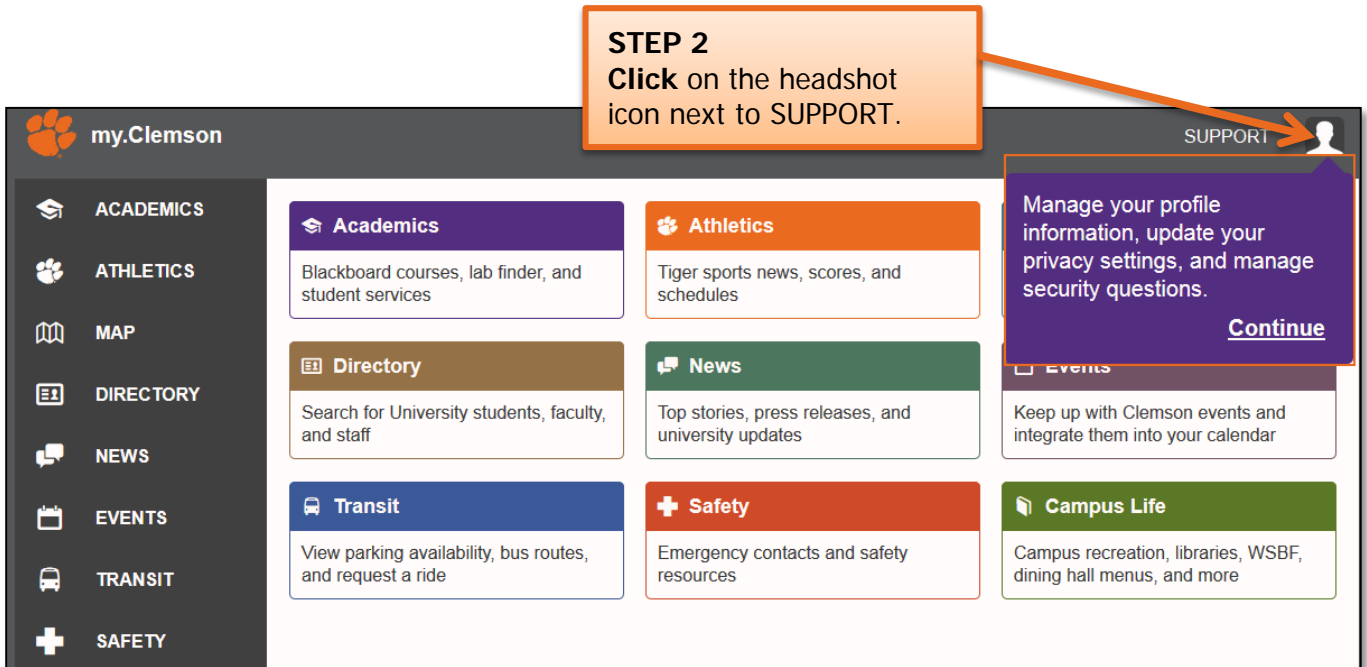 STEP 2
Click on the headshot
icon next to SUPPORT.
my.Clemson
SUPPORT
ACADEMICS
ATHLETICS
MAP
DIRECTORY
NEWS
EVENTS
TRANSIT
SAFETY
Academics
Blackboard courses, lab finder, and
student services
Athletics
Tiger sports news, scores, and
schedules
Manage your profile
information, update your
privacy settings, and manage
security questions.
Continue
Directory
Search for University students, faculty,
and staff
News
Top stories, press releases, and
university updates
Events
Keep up with Clemson events and
integrate them into your calendar
Transit
View parking availability, bus routes,
and request a ride
Safety
Emergency contacts and safety
resources
Campus Life
Campus recreation, libraries, WSBF,
dining hall menus, and more